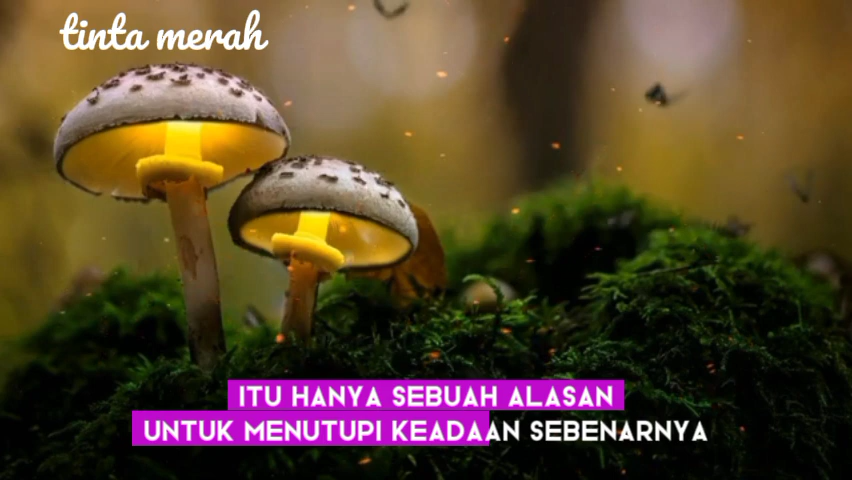 tinta merah
ITU HANYA SEBUAH ALASAN
UNTUK MENUTUPI KEADAAN SEBENARNYA